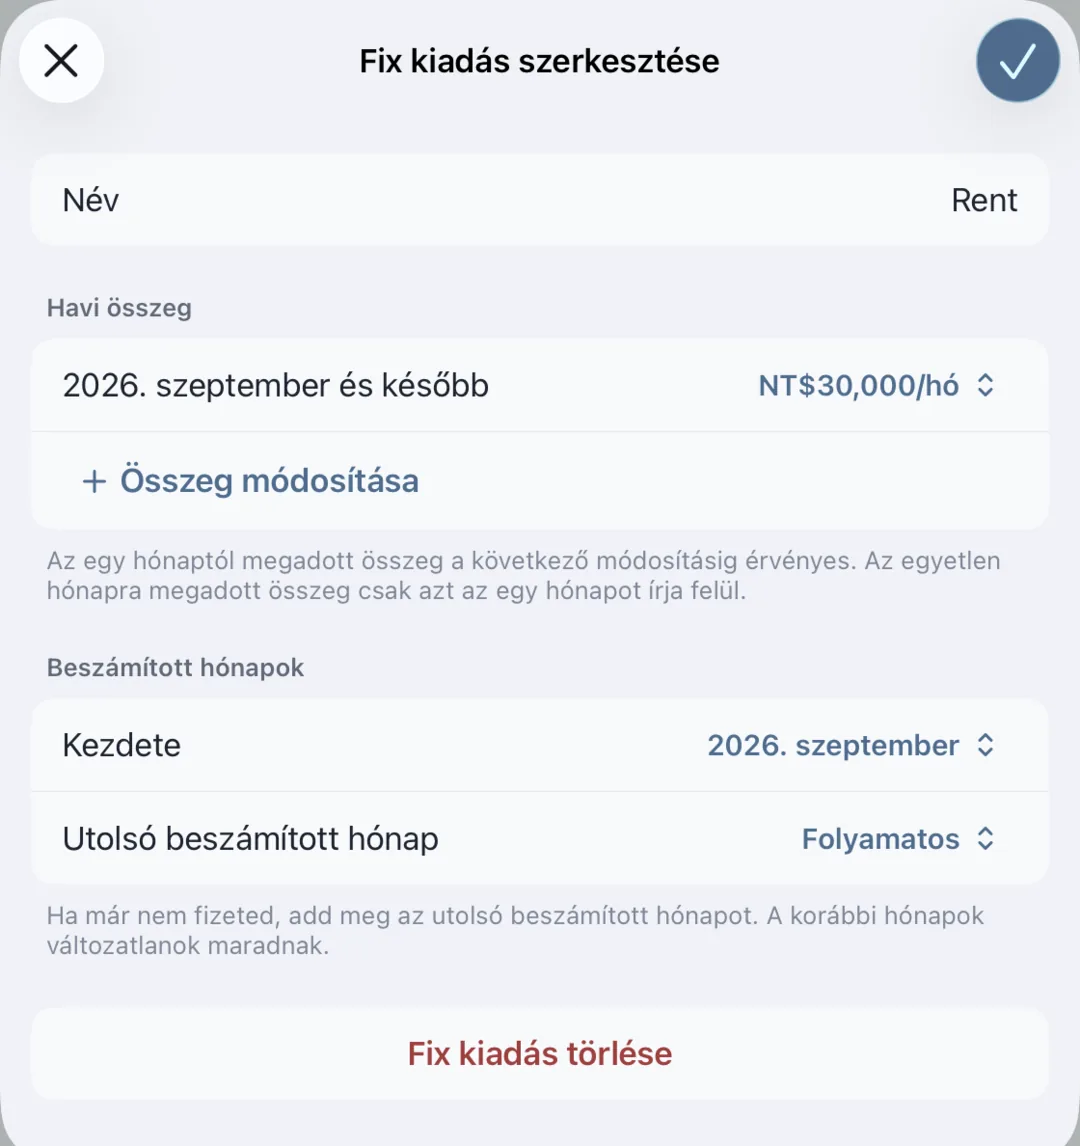 Fix kiadás szerkesztése
Név
Rent
Havi összeg
2026. szeptember és később
NT$30,000/hó
+ Összeg módosítása
Az egy hónaptól megadott összeg a következő módosításig érvényes. Az egyetlen
hónapra megadott összeg csak azt az egy hónapot írja felül.
Beszámított hónapok
Kezdete
2026. szeptember
Utolsó beszámított hónap
Folyamatos
Ha már nem fizeted, add meg az utolsó beszámított hónapot. A korábbi hónapok
változatlanok maradnak.
Fix kiadás törlése